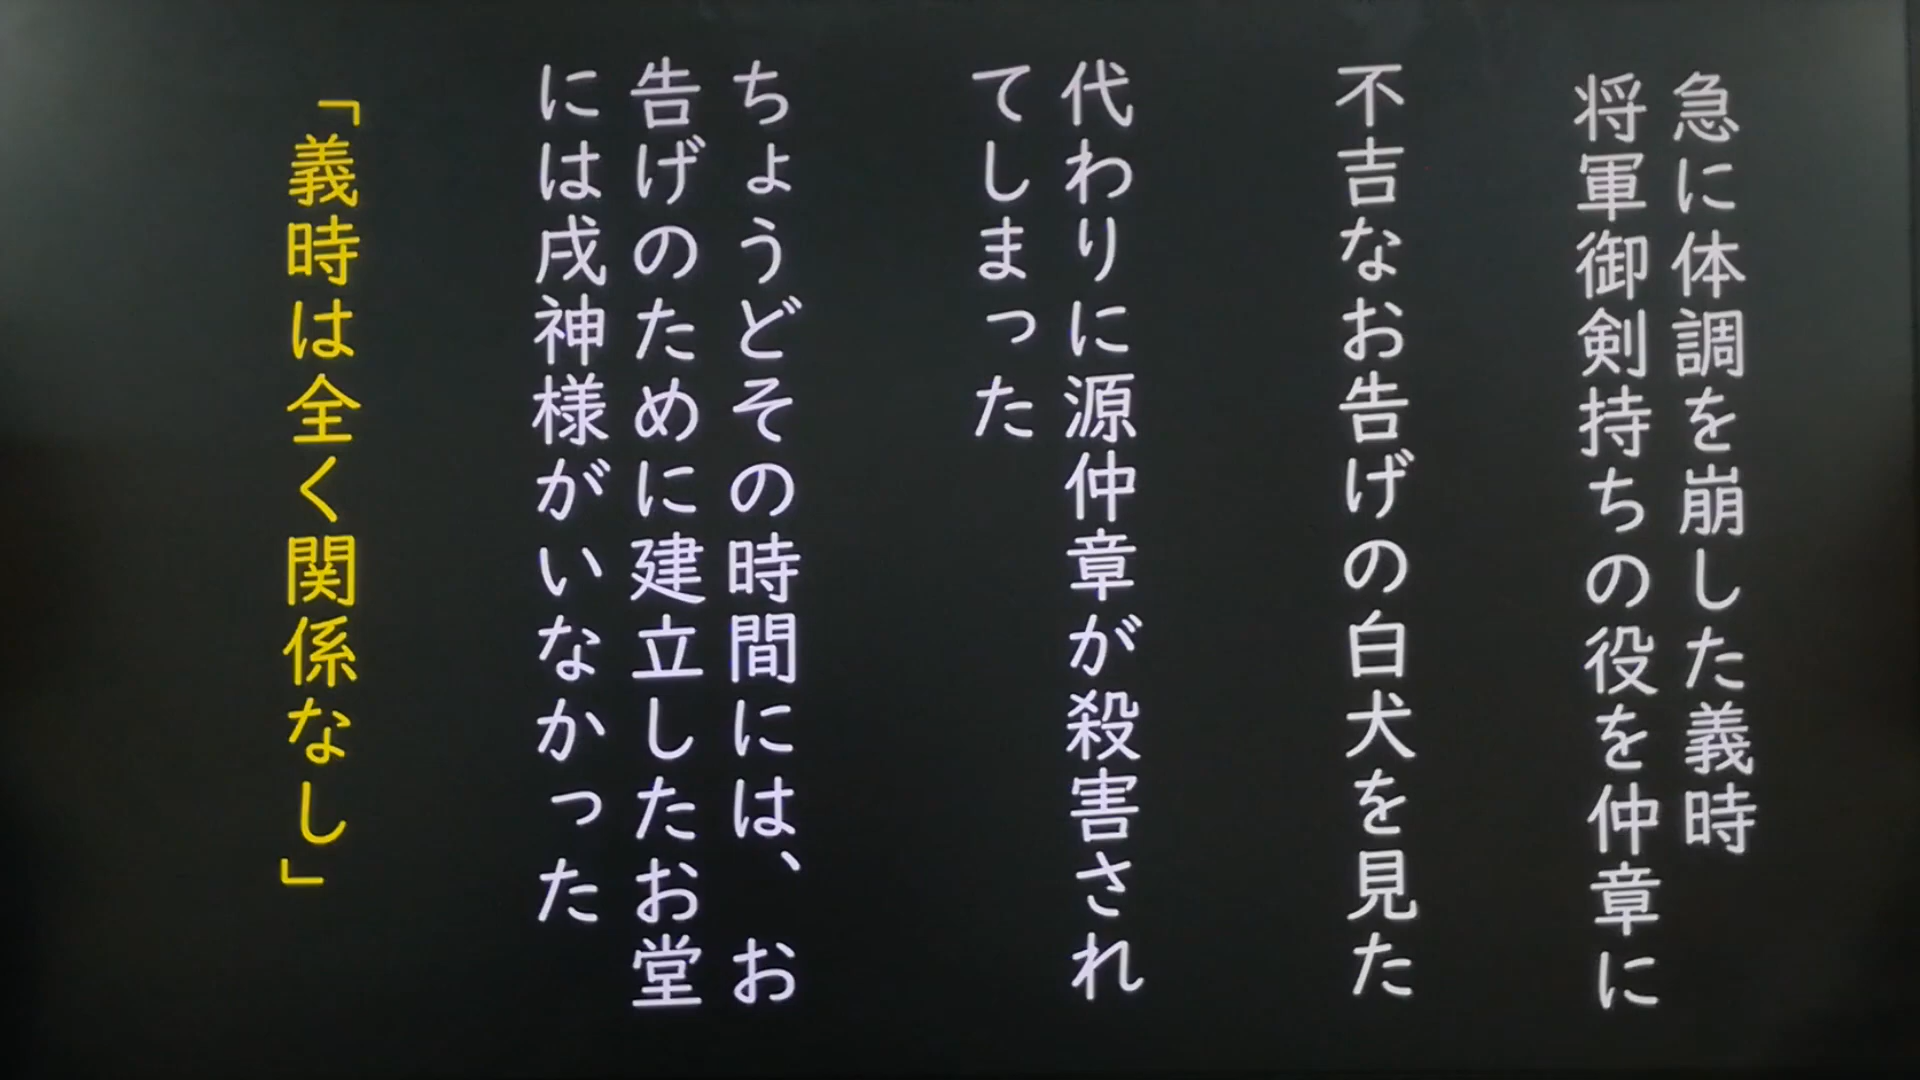 急に体調を崩した義時
将軍御剣持ちの役を仲章に
不吉なお告げの白犬を見た
代わりに源仲章が殺害され
てしまった
ちょうどその時間には、お
告げのために建立したお堂
には戌神様がいなかった
「義時は全く関係なし」